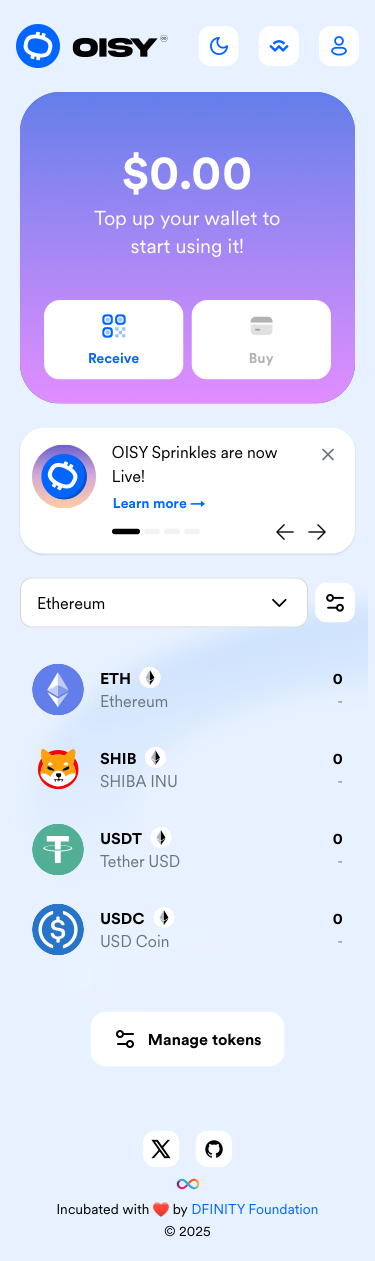 OISY
$0.00
Top up your wallet to
start using it!
Receive
Buy
OISY Sprinkles are now
Live!
Learn more →
Ethereum
ETH
0
Ethereum
-
SHIB
0
SHIBA INU
-
USDT
0
Tether USD
-
USDC
0
USD Coin
-
Manage tokens
Incubated with ❤️ by DFINITY Foundation
© 2025